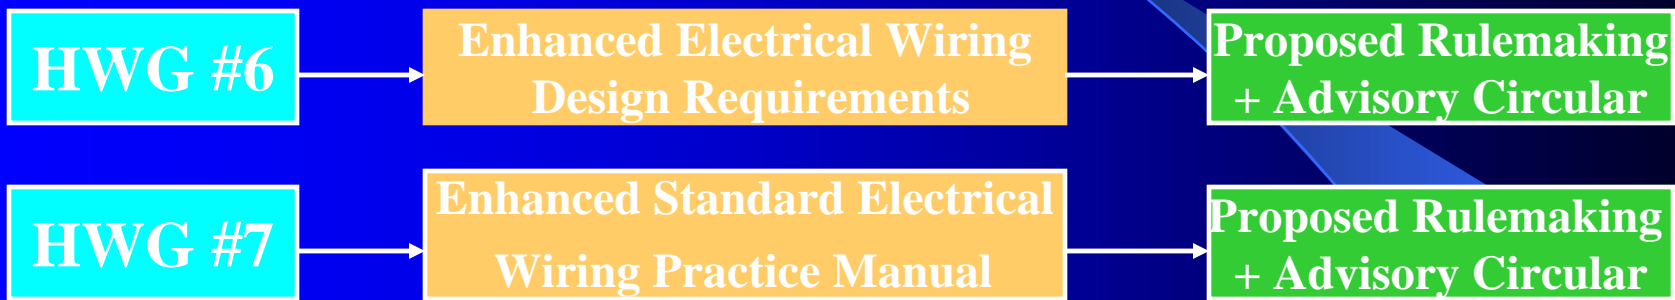 HWG #6
Enhanced Electrical Wiring
Design Requirements
Proposed Rulemaking
+ Advisory Circular
HWG #7
Enhanced Standard Electrical
Wiring Practice Manual
Proposed Rulemaking
+ Advisory Circular